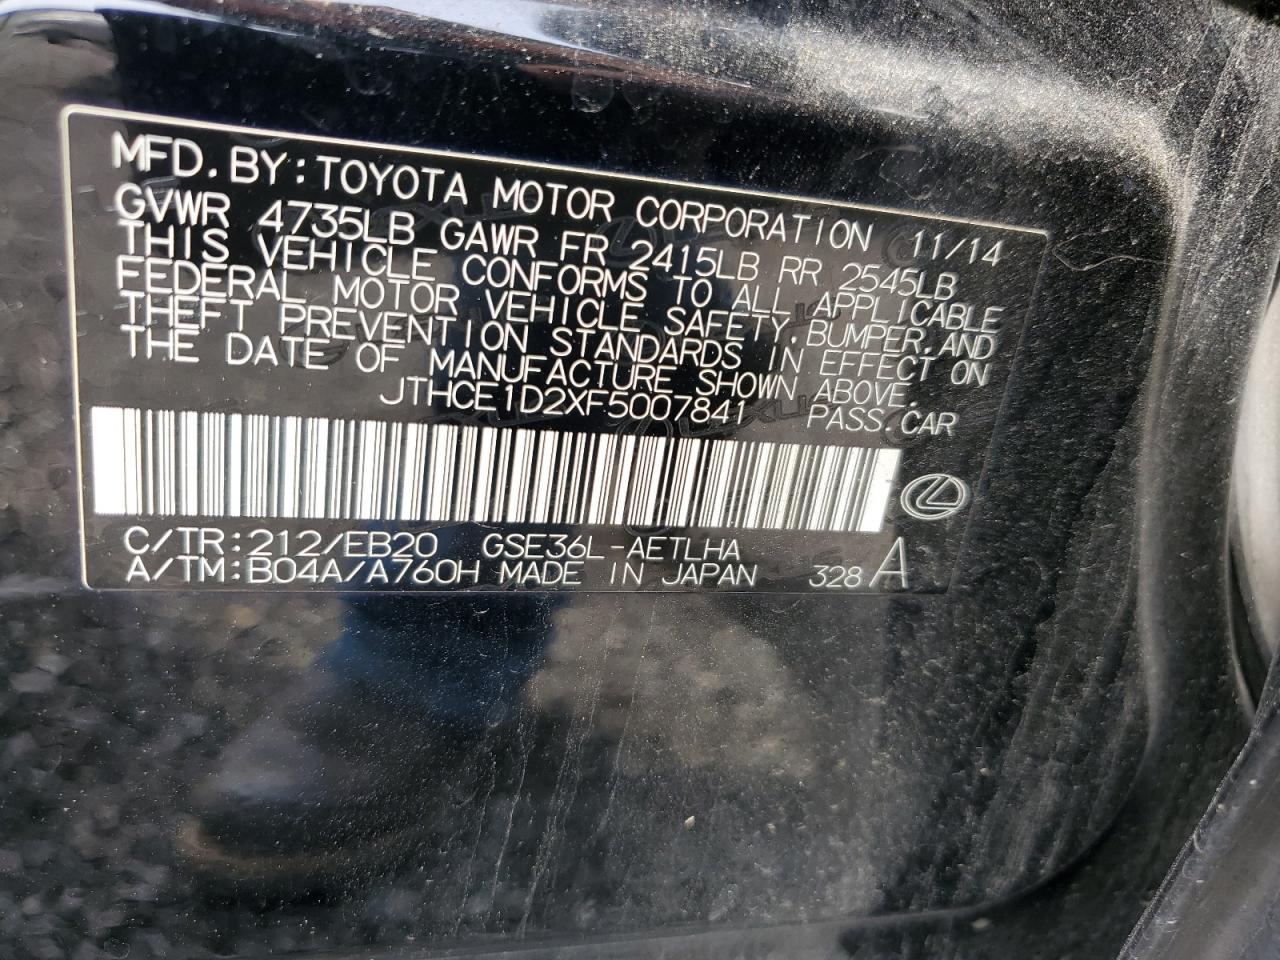 MFD.BY:TOYOTA MOTOR CORPORATION 11/14
GVWR 4735LB GAWR FR 2415LB RR 2545LB
THIS VEHICLE CONFORMS TO ALL APPLICABLE
FEDERAL MOTOR VEHICLE SAFETY,BUMPER,AND
THEFT PREVENTION STANDARDS IN EFFECT ON
THE DATE OF MANUFACTURE SHOWN ABOVE.
JTHCE1D2XF5007841 PASS.CAR
C/TR:212/EB20 GSE36L-AETLHA
A/TM:B04A/A760H MADE IN JAPAN 328 A